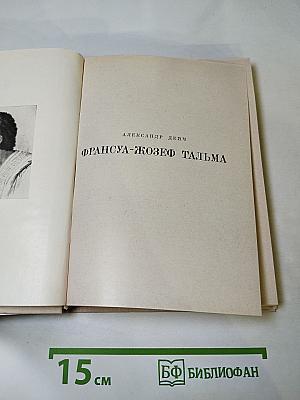 АЛЕКСАНДР ДЕЙЧ
ФРАНСУА-ЖОЗЕФ ТАЛЬМА
15 см
БФ БИБЛИОФАН